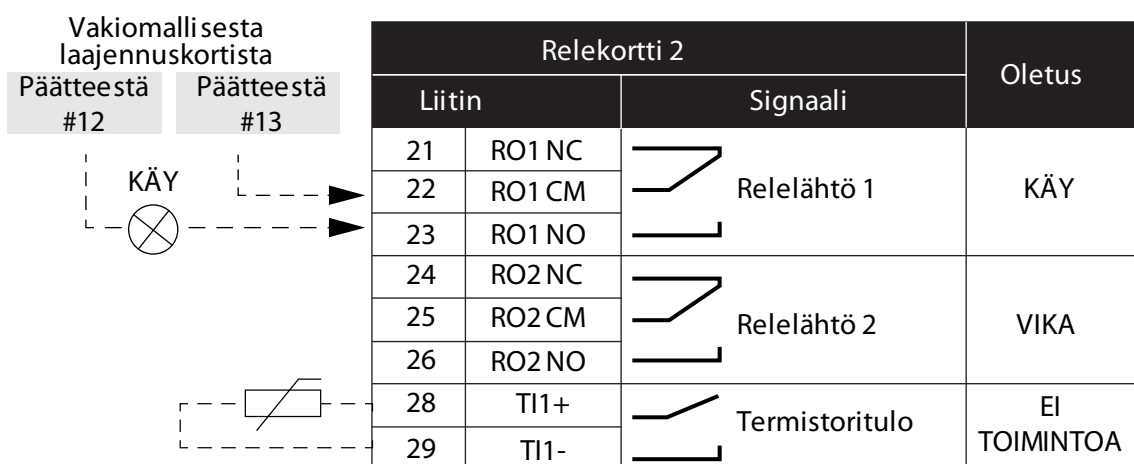 Vakiomallisesta
laajennuskortista
Päätteestä
#12
Päätteestä
#13
KÄY
Relekortti 2
Oletus
Liitin
Signaali
21 RO1 NC
22 RO1 CM Relelähtö 1 KÄY
23 RO1 NO
24 RO2 NC
25 RO2 CM Relelähtö 2 VIKA
26 RO2 NO
28 TI1+
29 TI1-
Termistoritulo
EI
TOIMINTOA